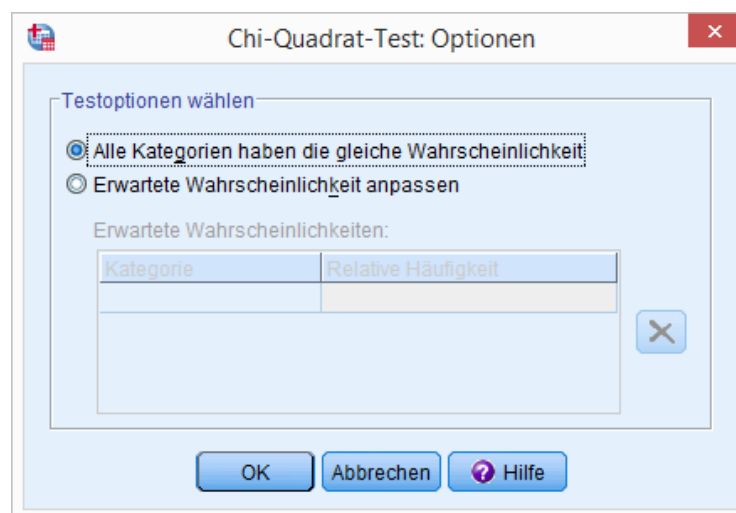 Chi-Quadrat-Test: Optionen
Testoptionen wählen
Alle Kategorien haben die gleiche Wahrscheinlichkeit
Erwartete Wahrscheinlichkeit anpassen
Erwartete Wahrscheinlichkeiten:
Kategorie Relative Häufigkeit
OK Abbrechen Hilfe